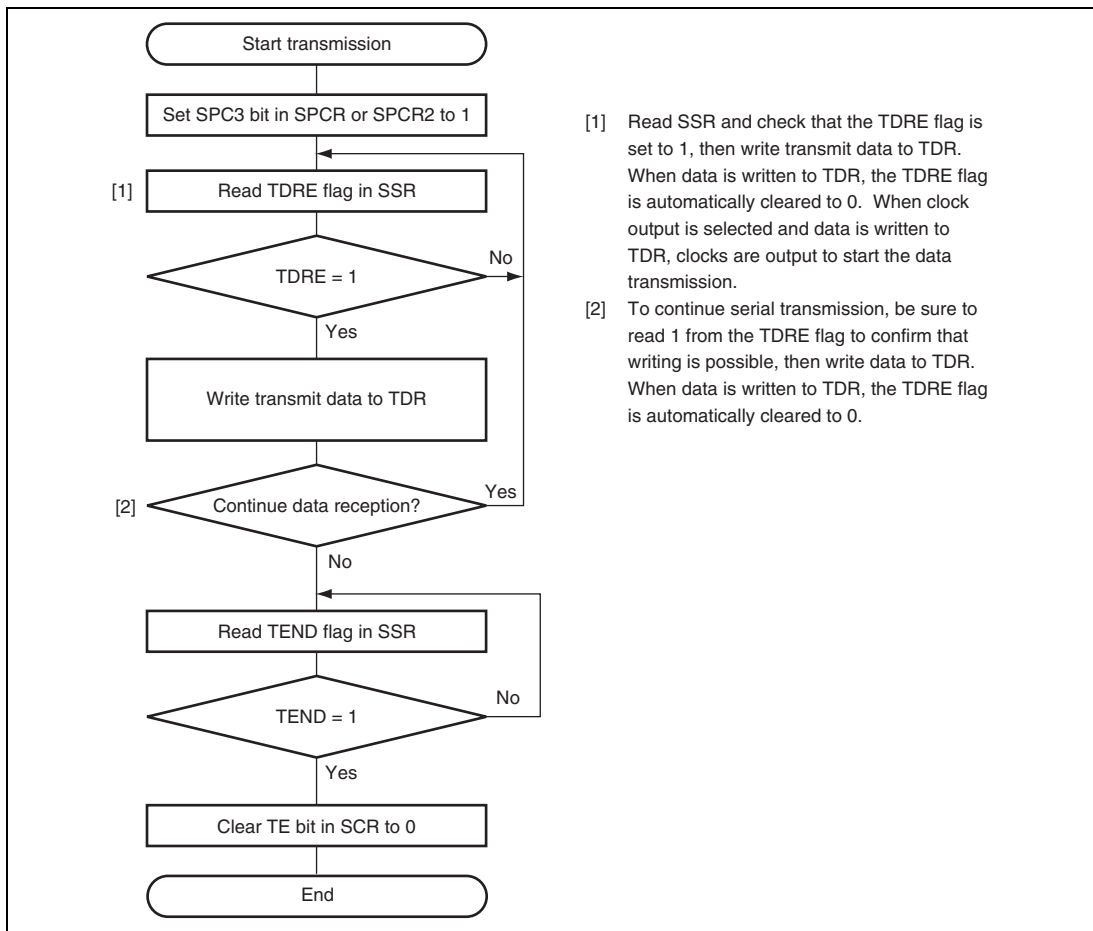 Start transmission
Set SPC3 bit in SPCR or SPCR2 to 1
[1]
Read TDRE flag in SSR
TDRE = 1
No
Yes
Write transmit data to TDR
[2]
Continue data reception?
Yes
No
Read TEND flag in SSR
TEND = 1
No
Yes
Clear TE bit in SCR to 0
End
[1] Read SSR and check that the TDRE flag is
set to 1, then write transmit data to TDR.
When data is written to TDR, the TDRE flag
is automatically cleared to 0. When clock
output is selected and data is written to
TDR, clocks are output to start the data
transmission.
[2] To continue serial transmission, be sure to
read 1 from the TDRE flag to confirm that
writing is possible, then write data to TDR.
When data is written to TDR, the TDRE flag
is automatically cleared to 0.